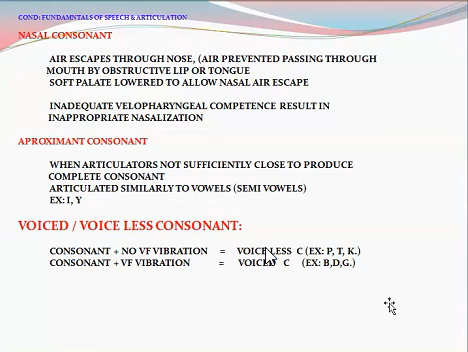 COND: FUNDAMNTALS OF SPEECH & ARTICULATION
NASAL CONSONANT
AIR ESCAPES THROUGH NOSE, (AIR PREVENTED PASSING THROUGH
MOUTH BY OBSTRUCTIVE LIP OR TONGUE
SOFT PALATE LOWERED TO ALLOW NASAL AIR ESCAPE
INADEQUATE VELOPHARYNGEAL COMPETENCE RESULT IN
INAPPROPRIATE NASALIZATION
APROXIMANT CONSONANT
WHEN ARTICULATORS NOT SUFFICIENTLY CLOSE TO PRODUCE
COMPLETE CONSONANT
ARTICULATED SIMILARLY TO VOWELS (SEMI VOWELS)
EX: I, Y
VOICED / VOICE LESS CONSONANT:
CONSONANT + NO VF VIBRATION = VOICE LESS C (EX: P, T, K.)
CONSONANT + VF VIBRATION = C (EX: B,D,G.)